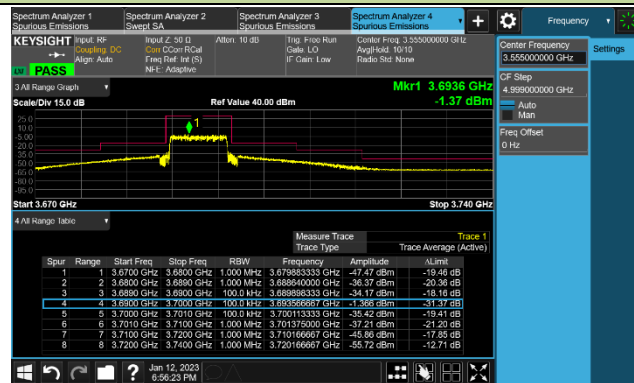 Spectrum Analyzer 1
Spurious Emissions
Spectrum Analyzer 2
Swept SA
Spectrum Analyzer 3
Spurious Emissions
Spectrum Analyzer 4
Spurious Emissions
+
Frequency
KEYSIGHT
Input: RF
Coupling: DC
Align: Auto
Input Z: 50 Ω
Corr CCorr RCal
Freq Ref: Int (S)
NFE: Adaptive
Atten: 10 dB
Trig: Free Run
Gate: LO
IF Gain: Low
Center Freq: 3.555000000 GHz
Avg|Hold: 10/10
Radio Std: None
PASS
Center Frequency
3.555000000 GHz
Settings
CF Step
4.999000000 GHz
Auto
Man
Freq Offset
0 Hz
3 All Range Graph
Mkr1 3.6936 GHz
Scale/Div 15.0 dB
Ref Value 40.00 dBm
-1.37 dBm
1
25.0
10.0
-5.00
-20.0
-35.0
-50.0
-65.0
-80.0
-95.0
Start 3.670 GHz
Stop 3.740 GHz
4 All Range Table
Measure Trace
Trace 1
Trace Type
Trace Average (Active)
Spur Range Start Freq Stop Freq RBW Frequency Amplitude ΔLimit
1 1 3.6700 GHz 3.6800 GHz 1.000 MHz 3.679883333 GHz -47.47 dBm -19.46 dB
2 2 3.6800 GHz 3.6890 GHz 1.000 MHz 3.688640000 GHz -36.37 dBm -20.36 dB
3 3 3.6890 GHz 3.6900 GHz 100.0 kHz 3.689898333 GHz -34.17 dBm -18.16 dB
4 4 3.6900 GHz 3.7000 GHz 100.0 kHz 3.693566667 GHz -1.366 dBm -31.37 dB
5 5 3.7000 GHz 3.7010 GHz 100.0 kHz 3.700113333 GHz -35.42 dBm -19.41 dB
6 6 3.7010 GHz 3.7100 GHz 1.000 MHz 3.701375000 GHz -37.21 dBm -21.20 dB
7 7 3.7100 GHz 3.7200 GHz 1.000 MHz 3.710166667 GHz -45.86 dBm -17.85 dB
8 8 3.7200 GHz 3.7400 GHz 1.000 MHz 3.720166667 GHz -55.72 dBm -12.71 dB
?
Jan 12, 2023
6:56:23 PM